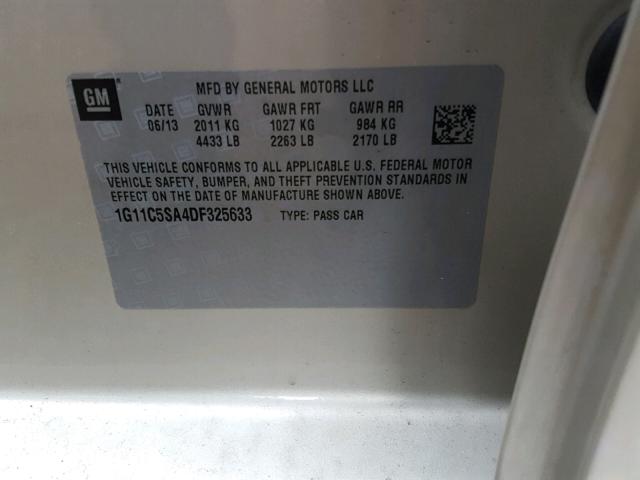 GM
MFD BY GENERAL MOTORS LLC
DATE GVWR GAWR FRT GAWR RR
06/13 2011 KG 1027 KG 984 KG
4433 LB 2263 LB 2170 LB
THIS VEHICLE CONFORMS TO ALL APPLICABLE U.S. FEDERAL MOTOR
VEHICLE SAFETY, BUMPER, AND THEFT PREVENTION STANDARDS IN
EFFECT ON THE DATE OF MANUFACTURE SHOWN ABOVE.
1G11C5SA4DF325633 TYPE: PASS CAR